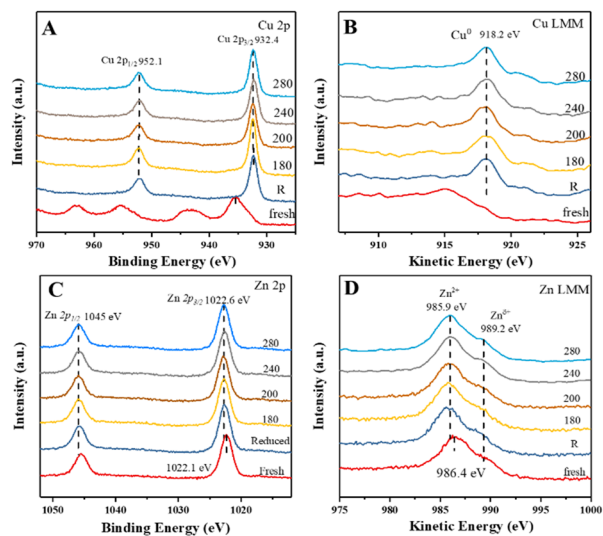 A
Cu 2p
Cu 2p3/2 932.4
Cu 2p1/2 952.1
280
240
200
180
R
fresh
Intensity (a.u.)
970 960 950 940 930
Binding Energy (eV)
B
Cu LMM
Cu0 918.2 eV
280
240
200
180
R
fresh
Intensity (a.u.)
910 915 920 925
Kinetic Energy (eV)
C
Zn 2p
Zn 2p3/2 1022.6 eV
Zn 2p1/2 1045 eV
280
240
200
180
Reduced
Fresh
1022.1 eV
Intensity (a.u.)
1050 1040 1030 1020
Binding Energy (eV)
D
Zn LMM
Zn2+
985.9 eV
Znδ+
989.2 eV
280
240
200
180
R
fresh
986.4 eV
Intensity (a.u.)
975 980 985 990 995 1000
Kinetic Energy (eV)